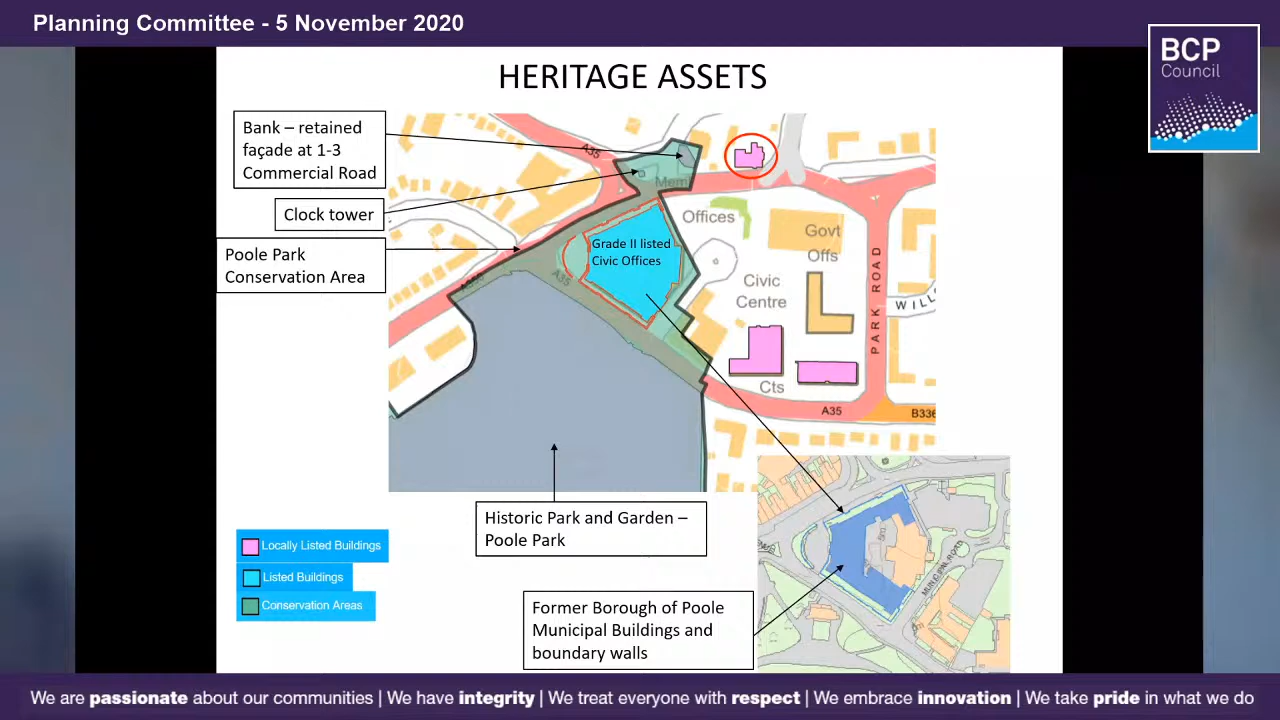 Planning Committee - 5 November 2020
BCP
Council
HERITAGE ASSETS
Bank – retained
façade at 1-3
Commercial Road
Clock tower
Poole Park
Conservation Area
A35
Offices
Grade II listed
Civic Offices
A35
Govt
Offs
Civic
Centre
PARK ROAD
WILL
Cts
A35
B336
Historic Park and Garden –
Poole Park
Locally Listed Buildings
Listed Buildings
Conservation Areas
Former Borough of Poole
Municipal Buildings and
boundary walls
We are passionate about our communities | We have integrity | We treat everyone with respect | We embrace innovation | We take pride in what we do